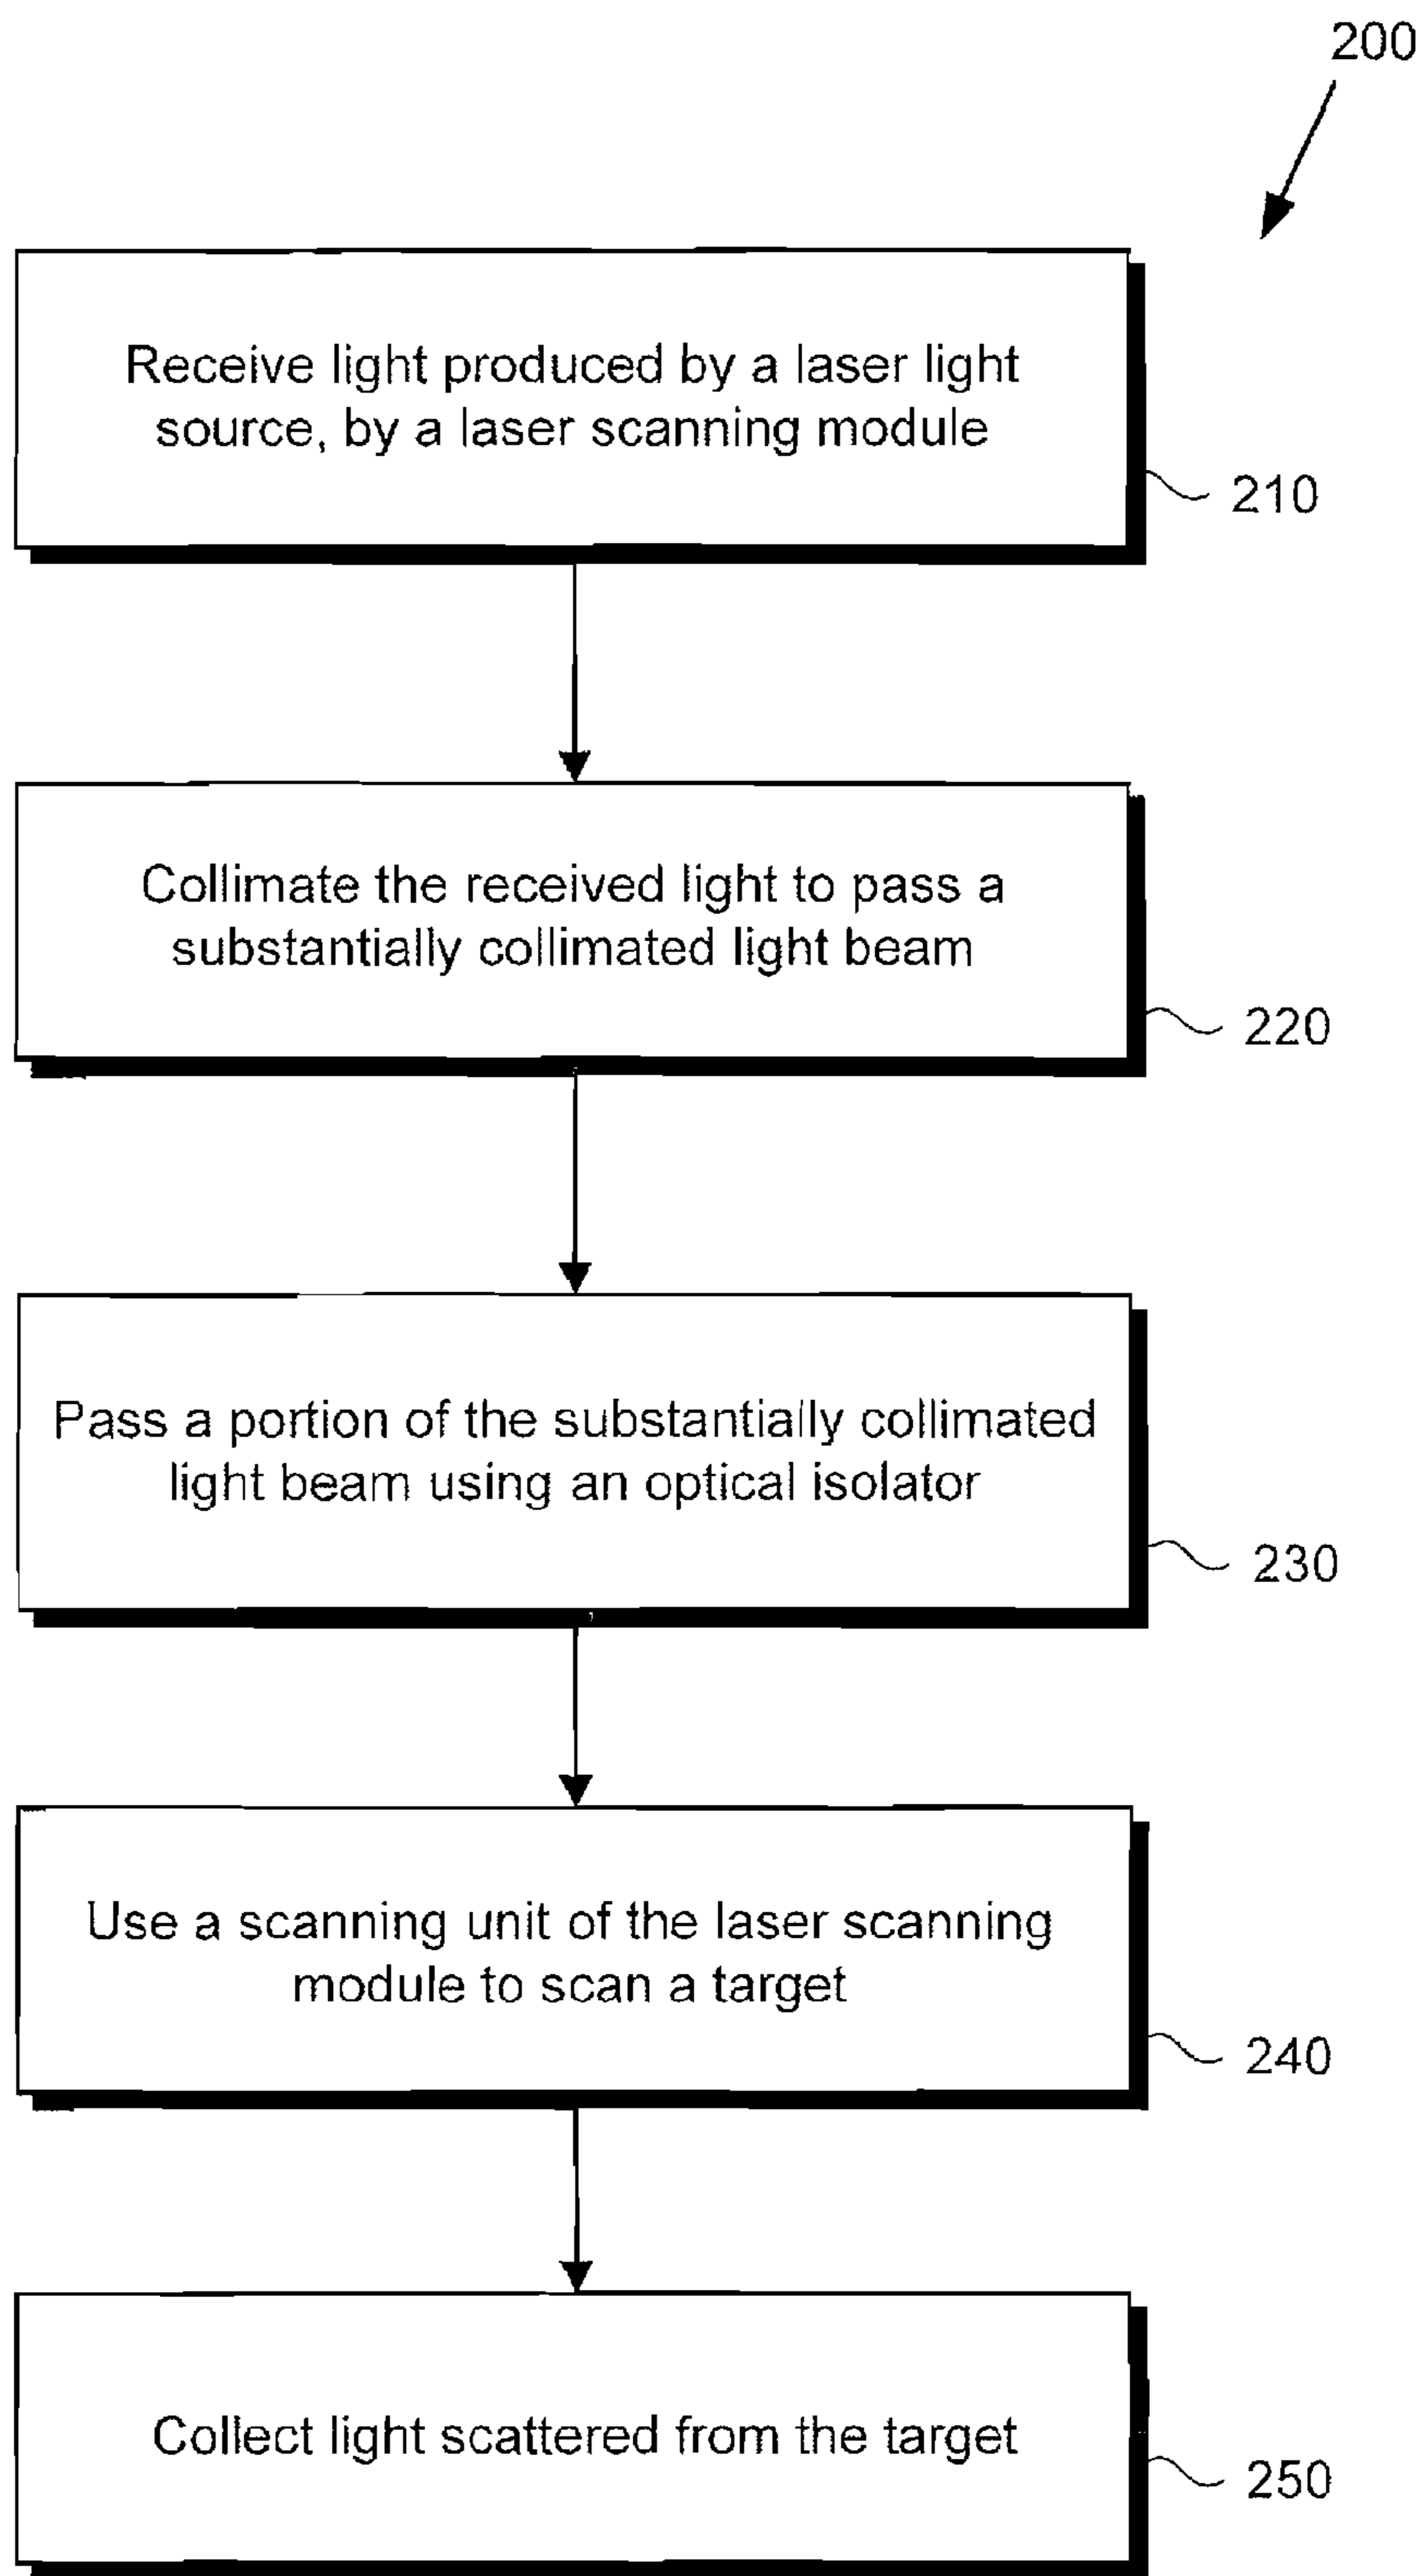 200
Receive light produced by a laser light
source, by a laser scanning module
210
Collimate the received light to pass a
substantially collimated light beam
220
Pass a portion of the substantially collimated
light beam using an optical isolator
230
Use a scanning unit of the laser scanning
module to scan a target
240
Collect light scattered from the target
250